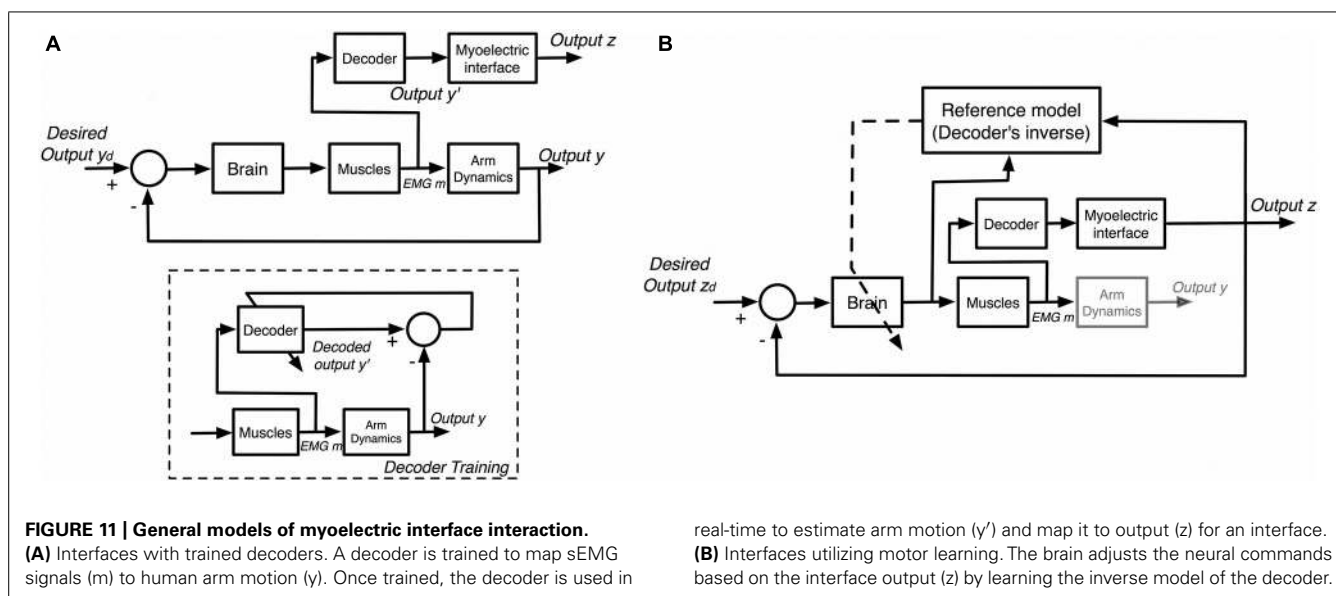 A
Output z
Decoder
Myoelectric
interface
Output y'
Desired
Output yd
+
-
Brain
Muscles
EMG m
Arm
Dynamics
Output y
Decoder
Decoded
output y'
+
-
Muscles
EMG m
Arm
Dynamics
Output y
Decoder Training
B
Reference model
(Decoder's inverse)
Decoder
Myoelectric
interface
Output z
Desired
Output zd
+
-
Brain
Muscles
EMG m
Arm
Dynamics
Output y
FIGURE 11 | General models of myoelectric interface interaction.
(A) Interfaces with trained decoders. A decoder is trained to map sEMG
signals (m) to human arm motion (y). Once trained, the decoder is used in
real-time to estimate arm motion (y′) and map it to output (z) for an interface.
(B) Interfaces utilizing motor learning. The brain adjusts the neural commands
based on the interface output (z) by learning the inverse model of the decoder.